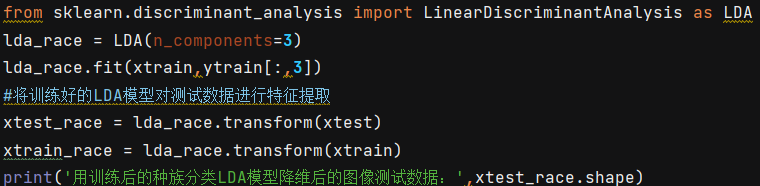 from sklearn.discriminant_analysis import LinearDiscriminantAnalysis as LDA
lda_race = LDA(n_components=3)
lda_race.fit(xtrain,ytrain[:,3])
#将训练好的LDA模型对测试数据进行特征提取
xtest_race = lda_race.transform(xtest)
xtrain_race = lda_race.transform(xtrain)
print('用训练后的种族分类LDA模型降维后的图像测试数据：',xtest_race.shape)